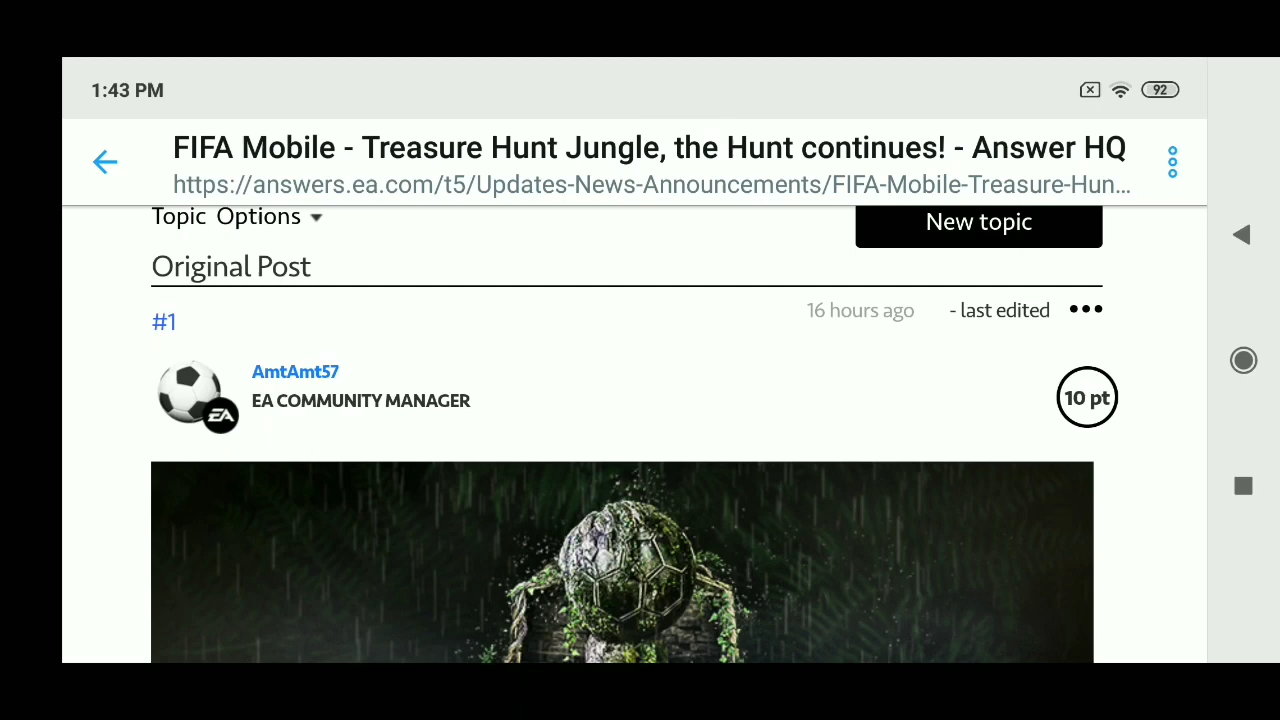 1:43 PM
92
FIFA Mobile - Treasure Hunt Jungle, the Hunt continues! - Answer HQ
https://answers.ea.com/t5/Updates-News-Announcements/FIFA-Mobile-Treasure-Hun...
Topic Options
New topic
Original Post
#1
16 hours ago - last edited
AmtAmt57
EA
EA COMMUNITY MANAGER
10 pt